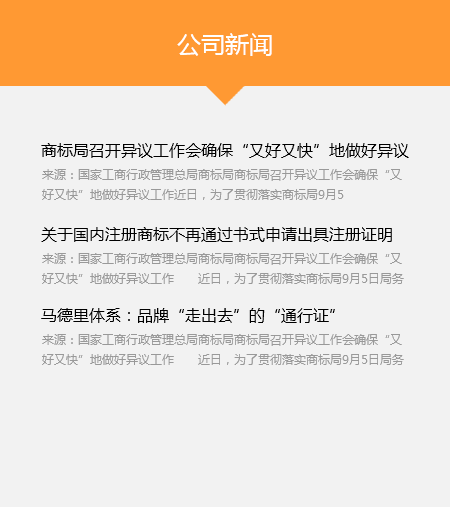 公司新闻
商标局召开异议工作会确保“又好又快”地做好异议
来源：国家工商行政管理总局商标局商标局召开异议工作会确保“又
好又快”地做好异议工作近日，为了贯彻落实商标局9月5
关于国内注册商标不再通过书式申请出具注册证明
来源：国家工商行政管理总局商标局商标局召开异议工作会确保“又
好又快”地做好异议工作　　近日，为了贯彻落实商标局9月5日局务
马德里体系：品牌“走出去”的“通行证”
来源：国家工商行政管理总局商标局商标局召开异议工作会确保“又
好又快”地做好异议工作　　近日，为了贯彻落实商标局9月5日局务